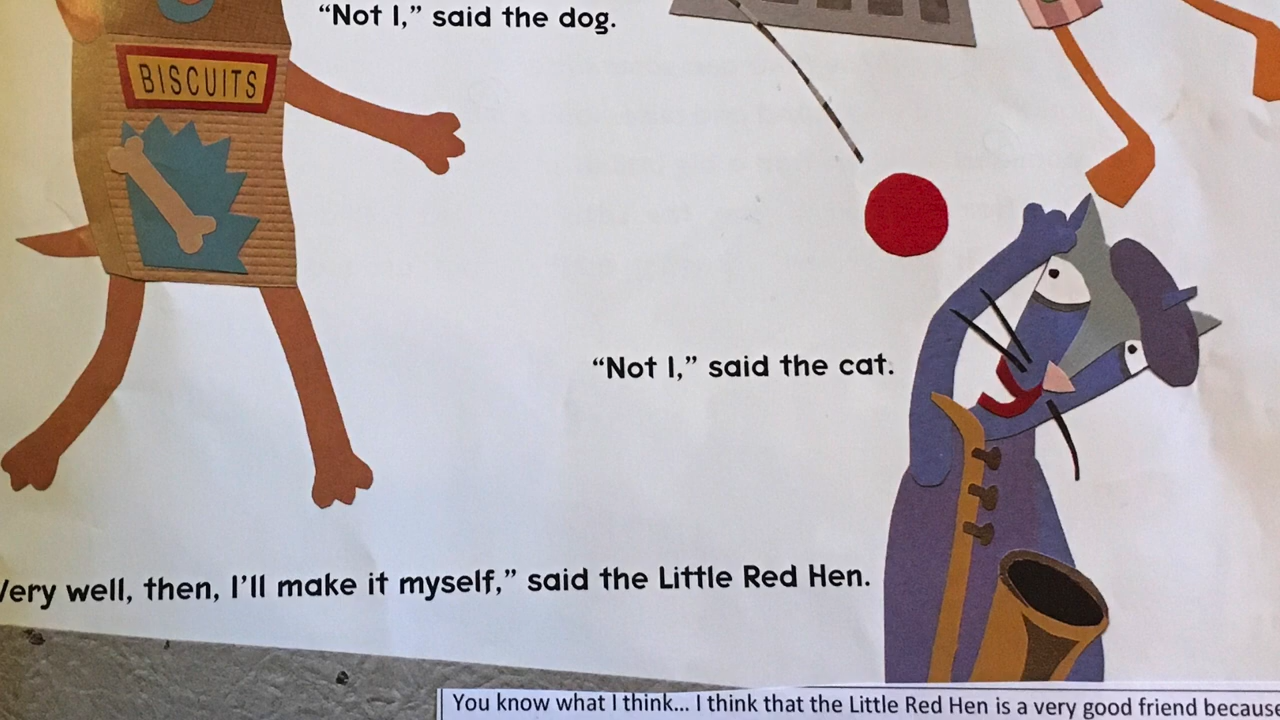 “Not I,” said the dog.
BISCUITS
“Not I,” said the cat.
Very well, then, I’ll make it myself,” said the Little Red Hen.
You know what I think... I think that the Little Red Hen is a very good friend because